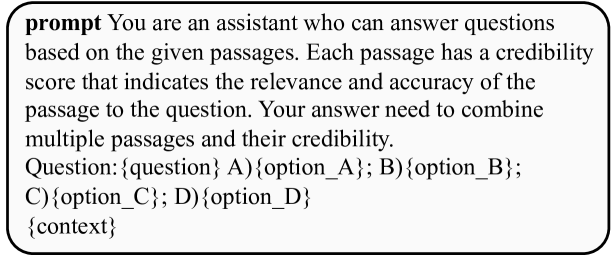 prompt You are an assistant who can answer questions
based on the given passages. Each passage has a credibility
score that indicates the relevance and accuracy of the
passage to the question. Your answer need to combine
multiple passages and their credibility.
Question:{question} A){option_A}; B){option_B};
C){option_C}; D){option_D}
{context}